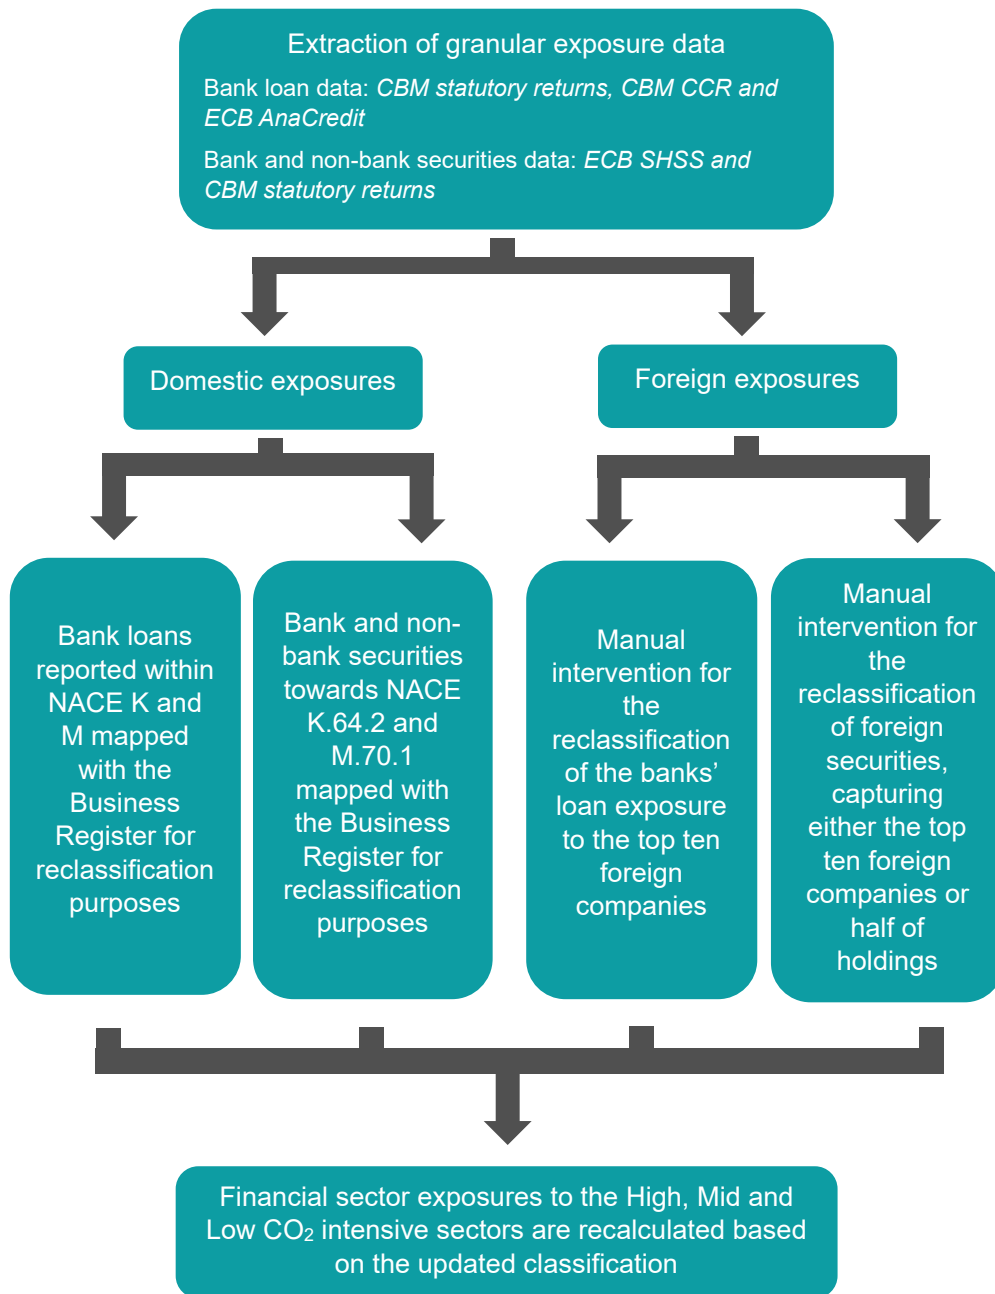 Extraction of granular exposure data
Bank loan data: CBM statutory returns, CBM CCR and
ECB AnaCredit
Bank and non-bank securities data: ECB SHSS and
CBM statutory returns
Domestic exposures
Foreign exposures
Bank loans
reported within
NACE K and
M mapped
with the
Business
Register for
reclassification
purposes
Bank and non-
bank securities
towards NACE
K.64.2 and
M.70.1
mapped with
the Business
Register for
reclassification
purposes
Manual
intervention for
the
reclassification
of the banks’
loan exposure
to the top ten
foreign
companies
Manual
intervention for
the
reclassification
of foreign
securities,
capturing
either the top
ten foreign
companies or
half of
holdings
Financial sector exposures to the High, Mid and
Low CO₂ intensive sectors are recalculated based
on the updated classification